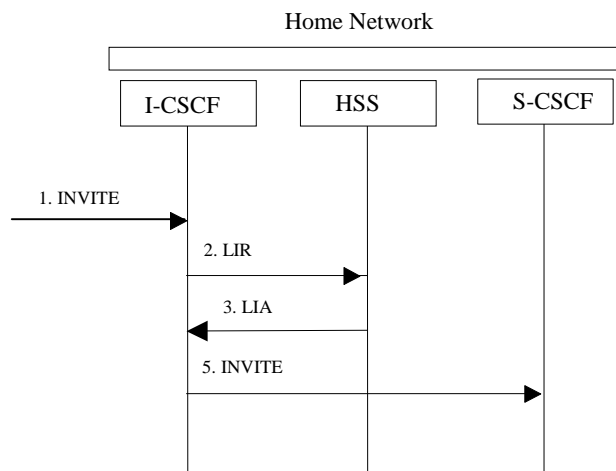 Home Network
I-CSCF
HSS
S-CSCF
1. INVITE
2. LIR
3. LIA
5. INVITE